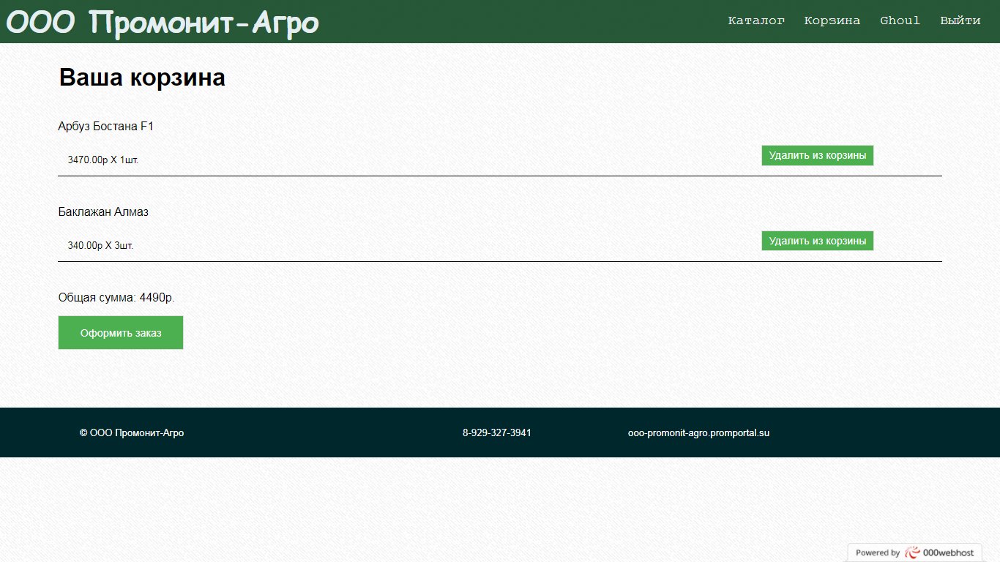 ООО Промонит-Агро
Каталог Корзина Ghoul Выйти
Ваша корзина
Арбуз Бостана F1
3470.00р X 1шт.
Удалить из корзины
Баклажан Алмаз
340.00р X 3шт.
Удалить из корзины
Общая сумма: 4490р.
Оформить заказ
© ООО Промонит-Агро
8-929-327-3941
ooo-promonit-agro.promportal.su
Powered by 000webhost